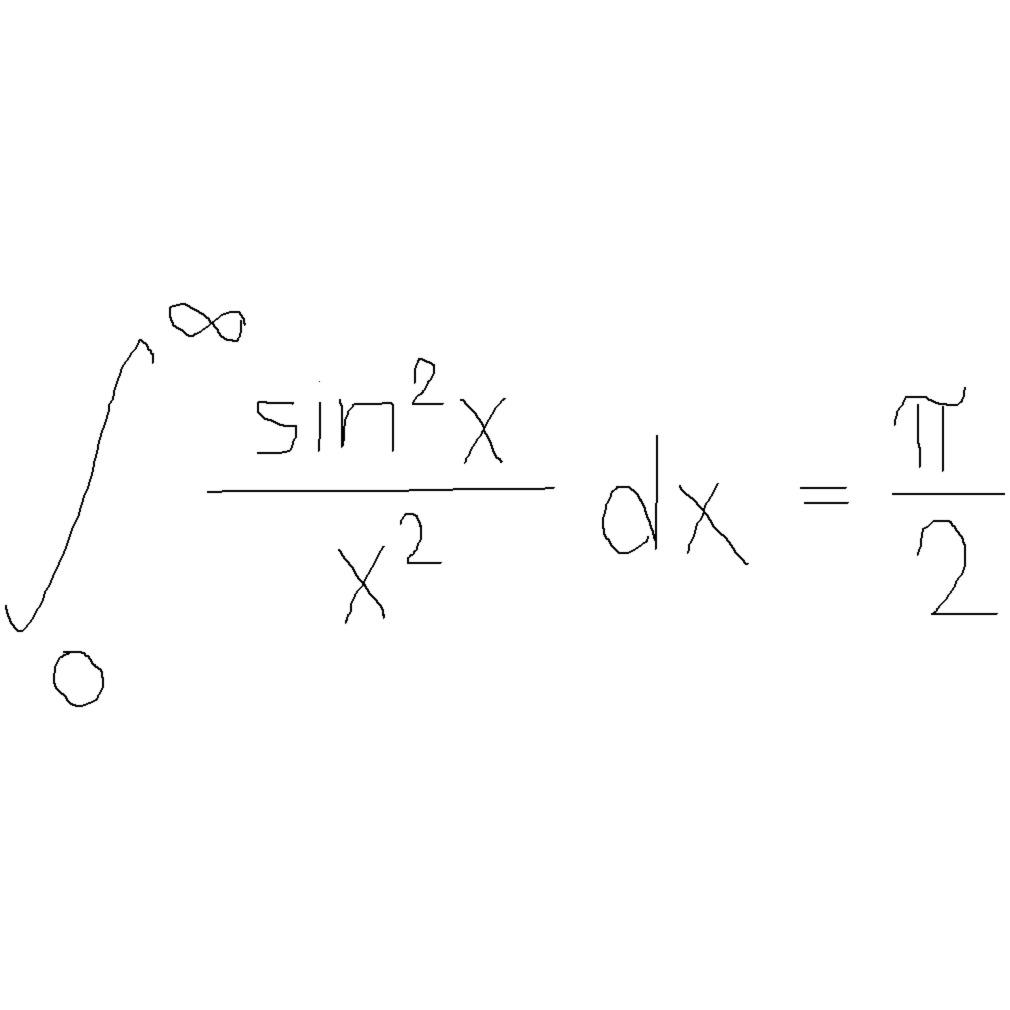 ∫₀^∞ sin²x / x² dx = π / 2